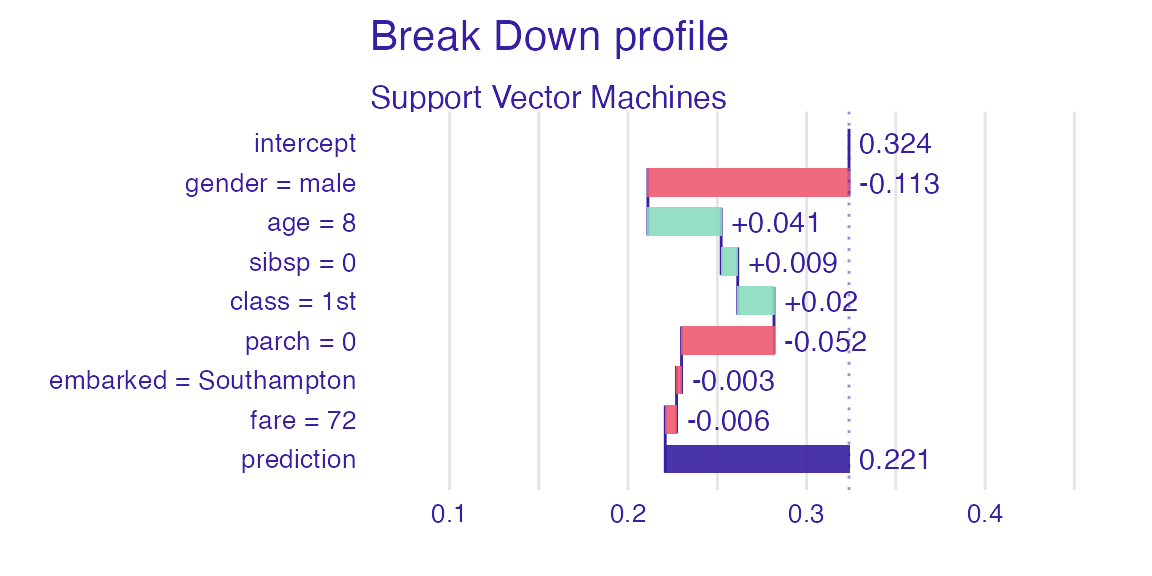 Break Down profile
Support Vector Machines
intercept 0.324
gender = male -0.113
age = 8 +0.041
sibsp = 0 +0.009
class = 1st +0.02
parch = 0 -0.052
embarked = Southampton -0.003
fare = 72 -0.006
prediction 0.221
0.1 0.2 0.3 0.4